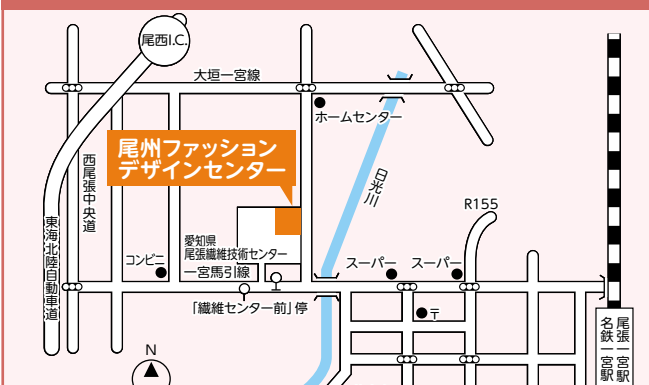 尾西I.C.
大垣一宮線
ホームセンター
尾州ファッション
デザインセンター
西尾張中央道
日光川
R155
東海北陸自動車道
愛知県
尾張繊維技術センター
コンビニ
一宮馬引線
スーパー
スーパー
「繊維センター前」停
〒
尾張一宮駅
名鉄一宮駅
N